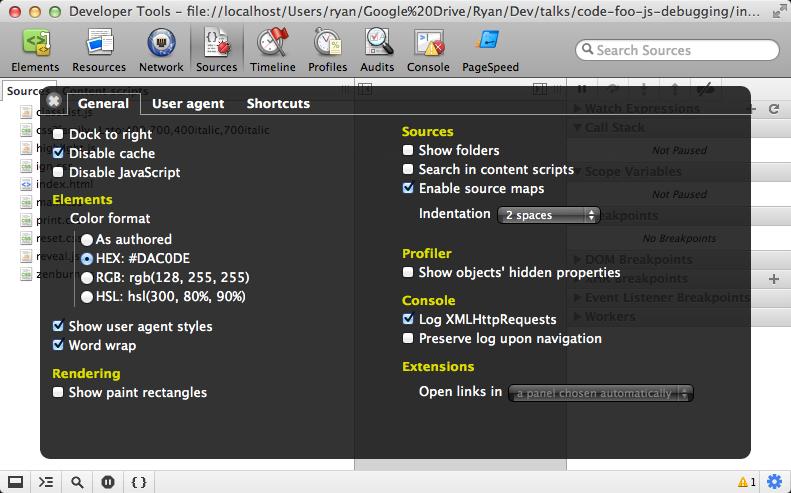 Developer Tools - file://localhost/Users/ryan/Google%20Drive/Ryan/Dev/talks/code-foo-js-debugging/in...
Elements Resources Network Sources Timeline Profiles Audits Console PageSpeed
Search Sources
Sources Content scripts
General User agent Shortcuts
Dock to right
Disable cache
Disable JavaScript
Elements
Color format
As authored
HEX: #DAC0DE
RGB: rgb(128, 255, 255)
HSL: hsl(300, 80%, 90%)
Show user agent styles
Word wrap
Rendering
Show paint rectangles
Sources
Show folders
Search in content scripts
Enable source maps
Indentation 2 spaces
Profiler
Show objects' hidden properties
Console
Log XMLHttpRequests
Preserve log upon navigation
Extensions
Open links in a panel chosen automatically
classList.js
400,700,400italic,700italic
index.html
reset.css
reveal.js
Watch Expressions
Call Stack
Not Paused
Scope Variables
Not Paused
Breakpoints
No Breakpoints
DOM Breakpoints
XHR Breakpoints
Event Listener Breakpoints
Workers
1